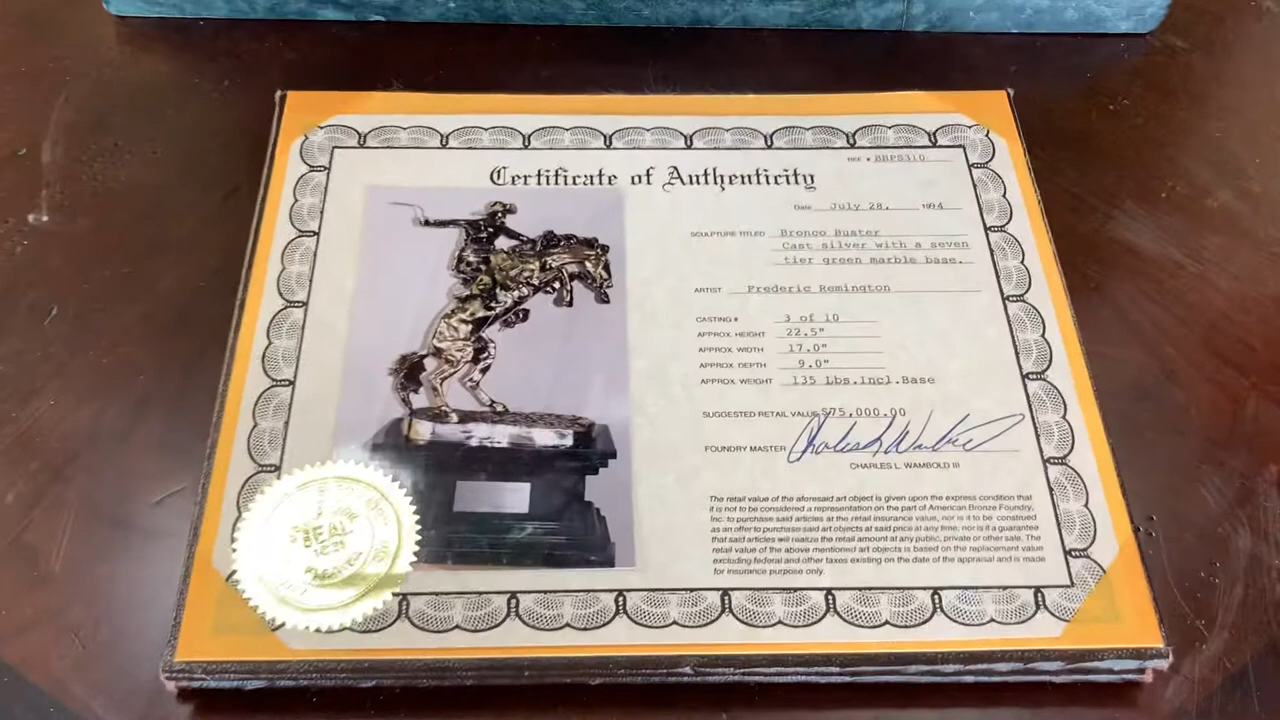 REF # BBPS310
Certificate of Authenticity
Date July 28, 1994
SCULPTURE TITLED Bronco Buster
Cast silver with a seven
tier green marble base.
ARTIST Frederic Remington
CASTING # 3 of 10
APPROX. HEIGHT 22.5"
APPROX. WIDTH 17.0"
APPROX. DEPTH 9.0"
APPROX. WEIGHT 135 Lbs.Incl.Base
SUGGESTED RETAIL VALUE $75,000.00
FOUNDRY MASTER
CHARLES L. WAMBOLD III
The retail value of the aforesaid art object is given upon the express condition that
it is not to be considered a representation on the part of American Bronze Foundry,
Inc. to purchase said articles at the retail insurance value, nor is it to be construed
as an offer to purchase said art objects at said price at any time, nor is it a guarantee
that said articles will realize the retail amount at any public, private or other sale. The
retail value of the above mentioned art objects is based on the replacement value
excluding federal and other taxes existing on the date of the appraisal and is made
for insurance purpose only.
SEAL